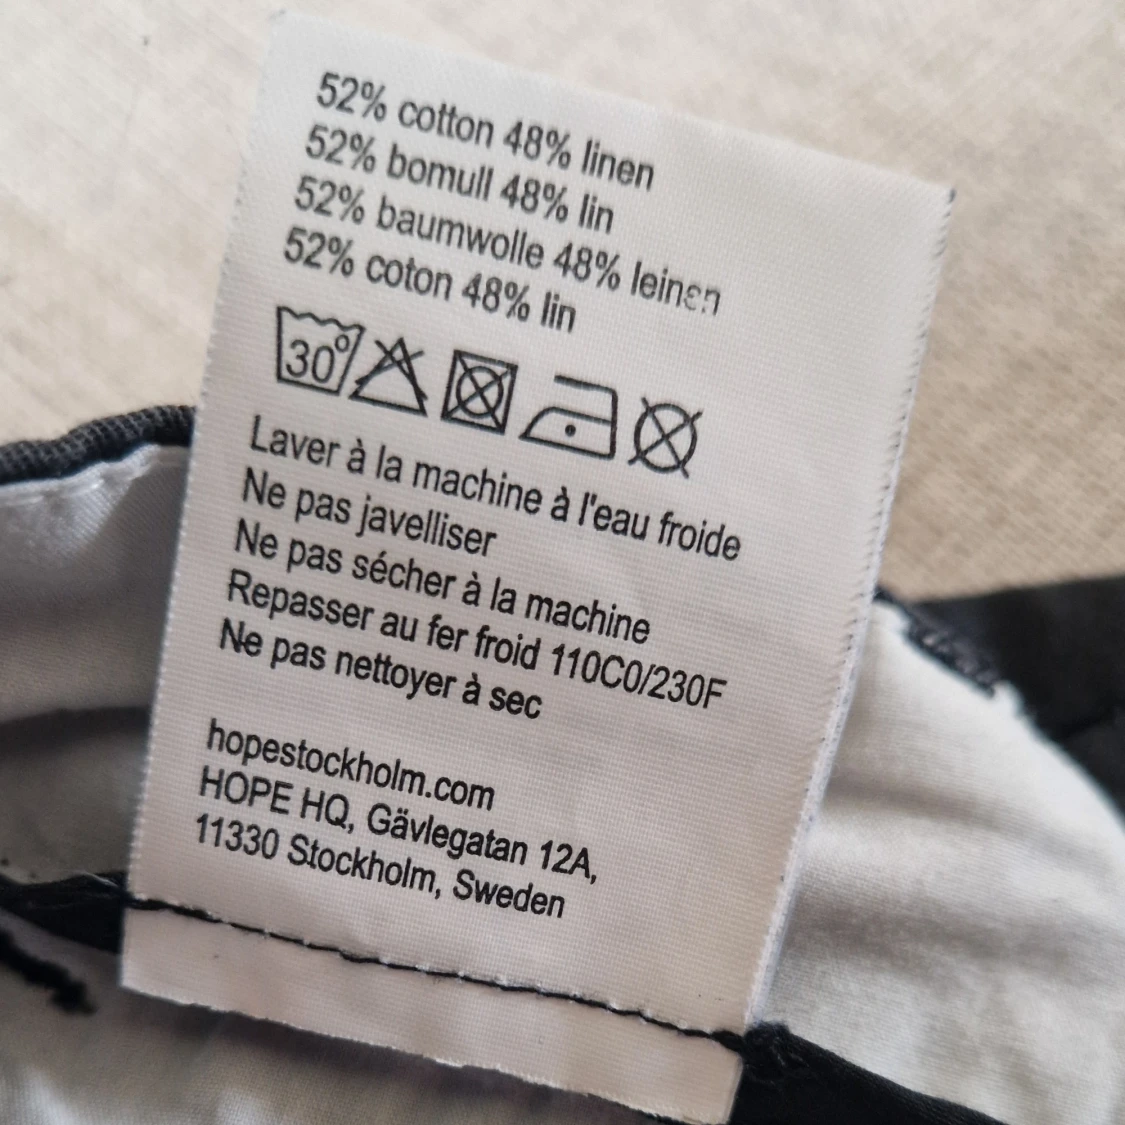 52% cotton 48% linen
52% bomull 48% lin
52% baumwolle 48% leinen
52% coton 48% lin
30°
Laver à la machine à l'eau froide
Ne pas javelliser
Ne pas sécher à la machine
Repasser au fer froid 110C0/230F
Ne pas nettoyer à sec
hopestockholm.com
HOPE HQ, Gävlegatan 12A,
11330 Stockholm, Sweden